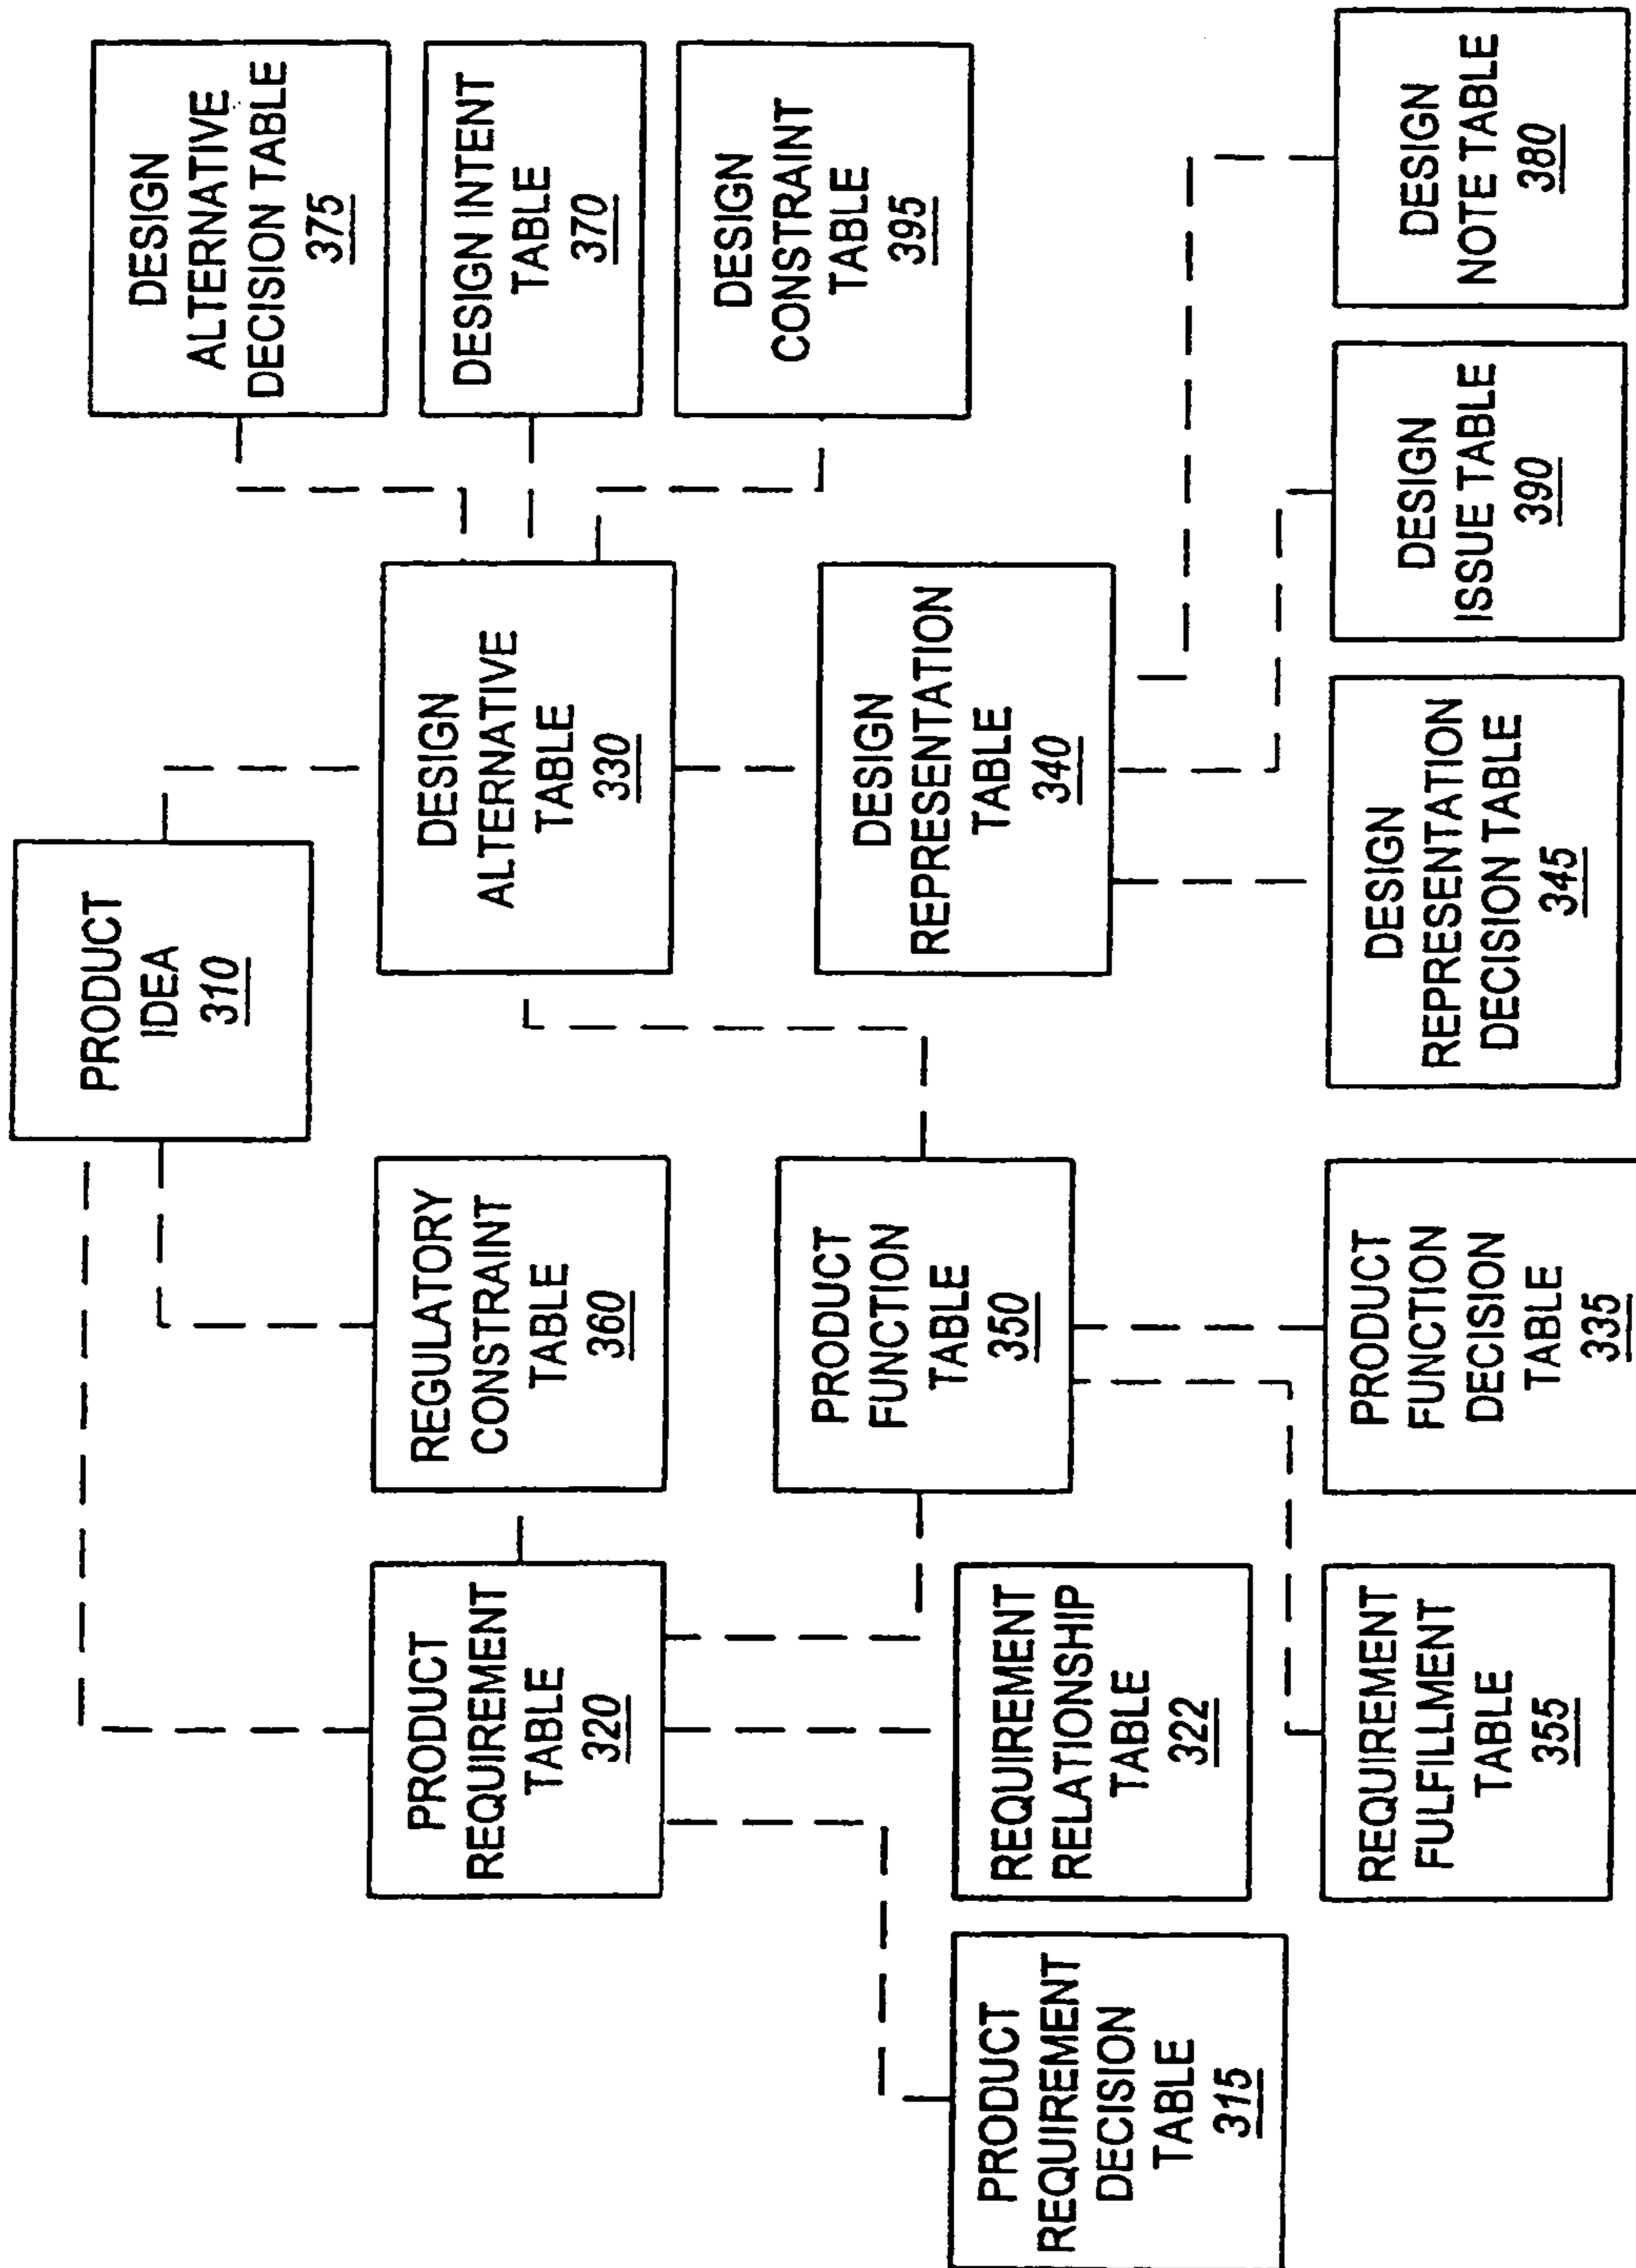 PRODUCT
IDEA
310
PRODUCT
REQUIREMENT
TABLE
320
REGULATORY
CONSTRAINT
TABLE
360
DESIGN
ALTERNATIVE
TABLE
330
DESIGN
ALTERNATIVE
DECISION TABLE
375
DESIGN INTENT
TABLE
370
DESIGN
CONSTRAINT
TABLE
395
PRODUCT
FUNCTION
TABLE
350
DESIGN
REPRESENTATION
TABLE
340
PRODUCT
REQUIREMENT
DECISION
TABLE
315
REQUIREMENT
RELATIONSHIP
TABLE
322
REQUIREMENT
FULFILLMENT
TABLE
355
PRODUCT
FUNCTION
DECISION
TABLE
335
DESIGN
REPRESENTATION
DECISION TABLE
345
DESIGN
ISSUE TABLE
390
DESIGN
NOTE TABLE
380